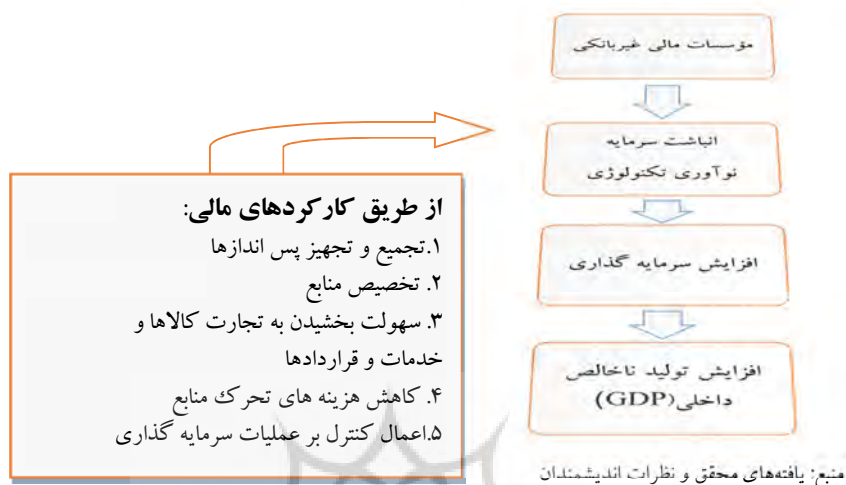 مؤسسات مالی غیربانکی
انباشت سرمایه
نوآوری تکنولوژی
افزایش سرمایه گذاری
افزایش تولید ناخالص
داخلی(GDP)
از طریق کارکردهای مالی:
۱.تجمیع و تجهیز پس اندازها
۲. تخصیص منابع
۳. سهولت بخشیدن به تجارت کالاها و
خدمات و قراردادها
۴. کاهش هزینه های تحرک منابع
۵.اعمال کنترل بر عملیات سرمایه گذاری
منبع: یافته‌های محقق و نظرات اندیشمندان